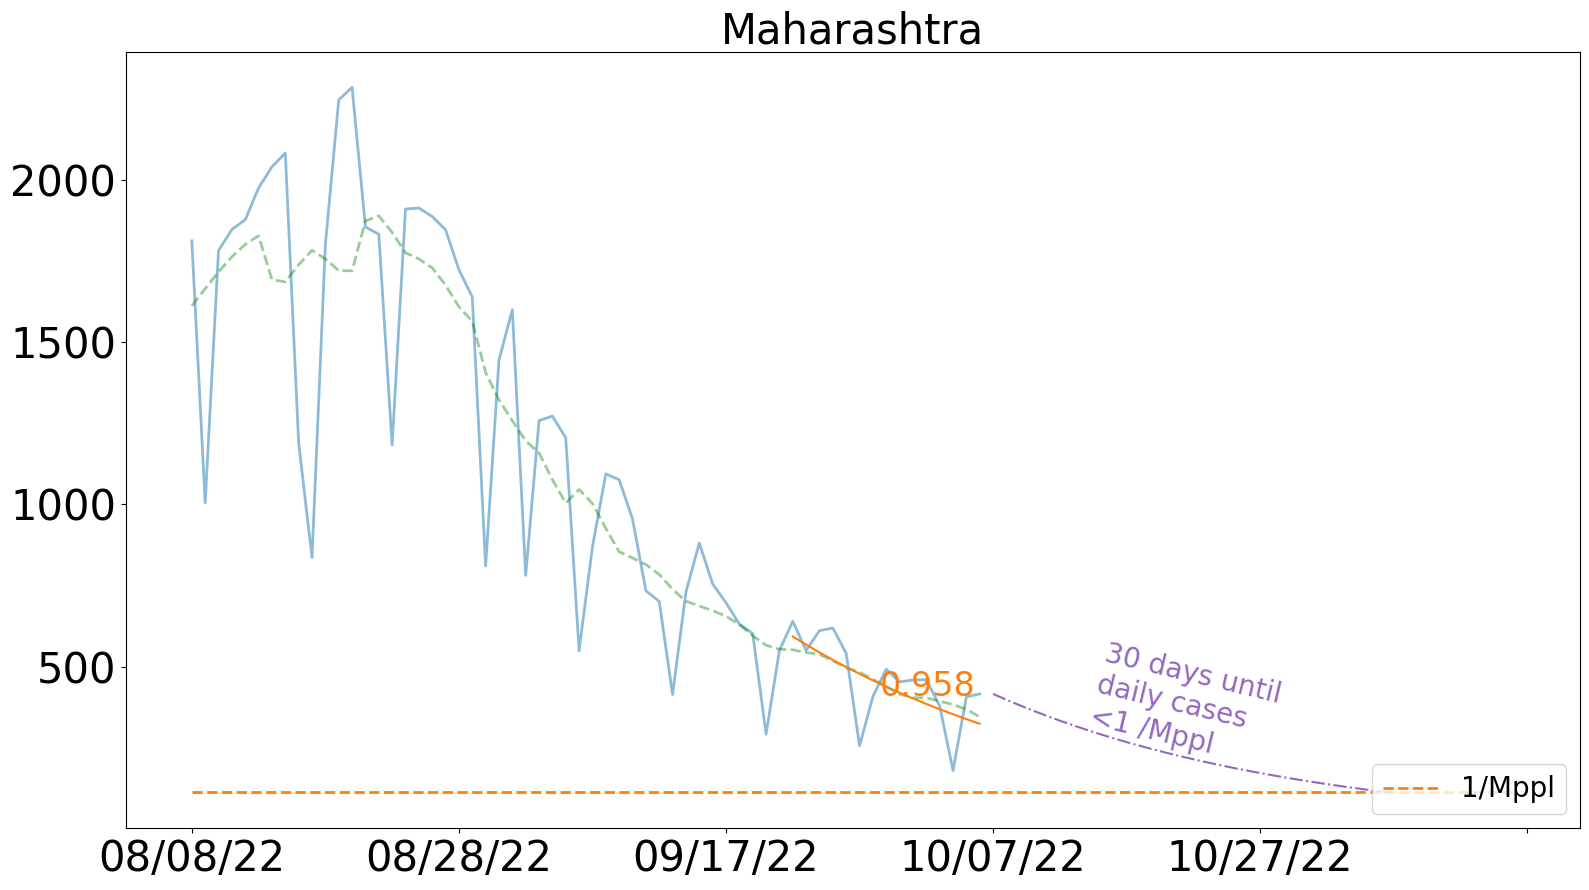 Maharashtra
2000
1500
1000
500
0.958
30 days until
daily cases
<1 /Mppl
1/Mppl
08/08/22
08/28/22
09/17/22
10/07/22
10/27/22